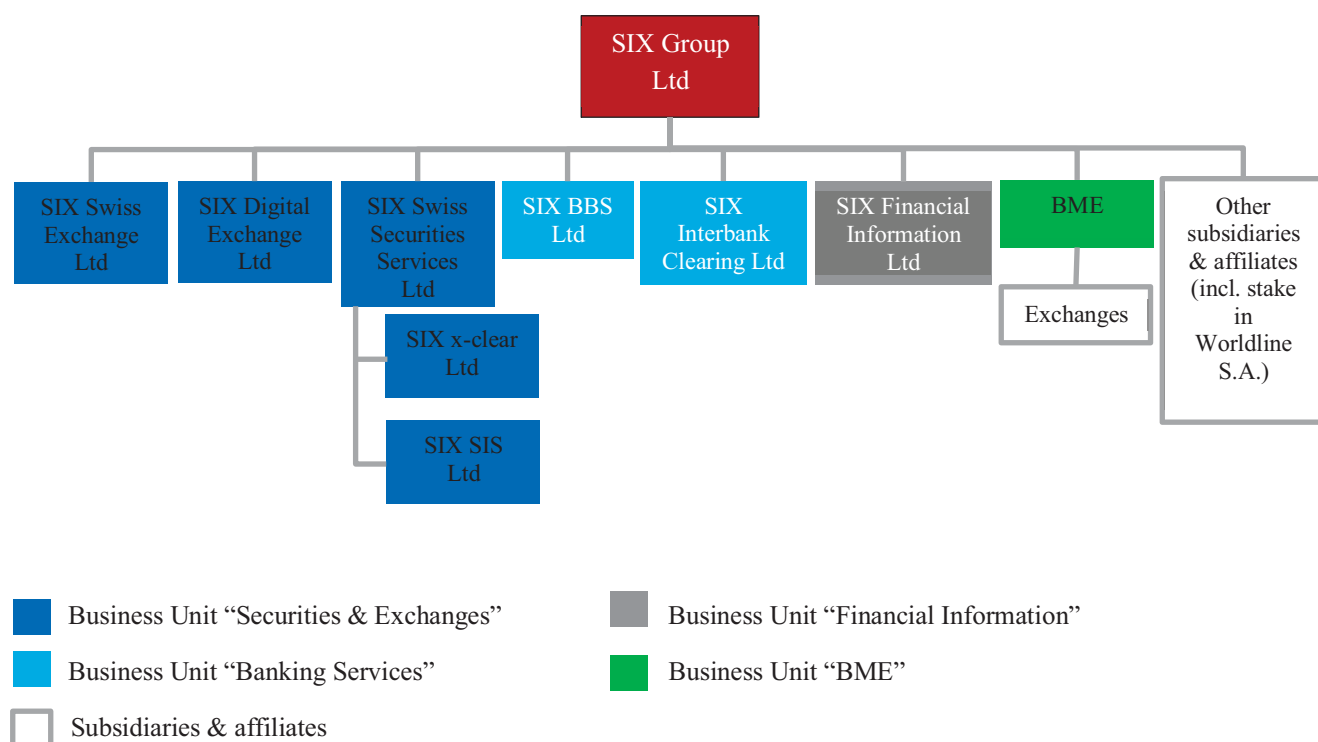 SIX Group
Ltd
SIX Swiss
Exchange
Ltd
SIX Digital
Exchange
Ltd
SIX Swiss
Securities
Services
Ltd
SIX BBS
Ltd
SIX
Interbank
Clearing Ltd
SIX Financial
Information
Ltd
BME
Other
subsidiaries
& affiliates
(incl. stake
in
Worldline
S.A.)
Exchanges
SIX x-clear
Ltd
SIX SIS
Ltd
Business Unit “Securities & Exchanges”
Business Unit “Financial Information”
Business Unit “Banking Services”
Business Unit “BME”
Subsidiaries & affiliates